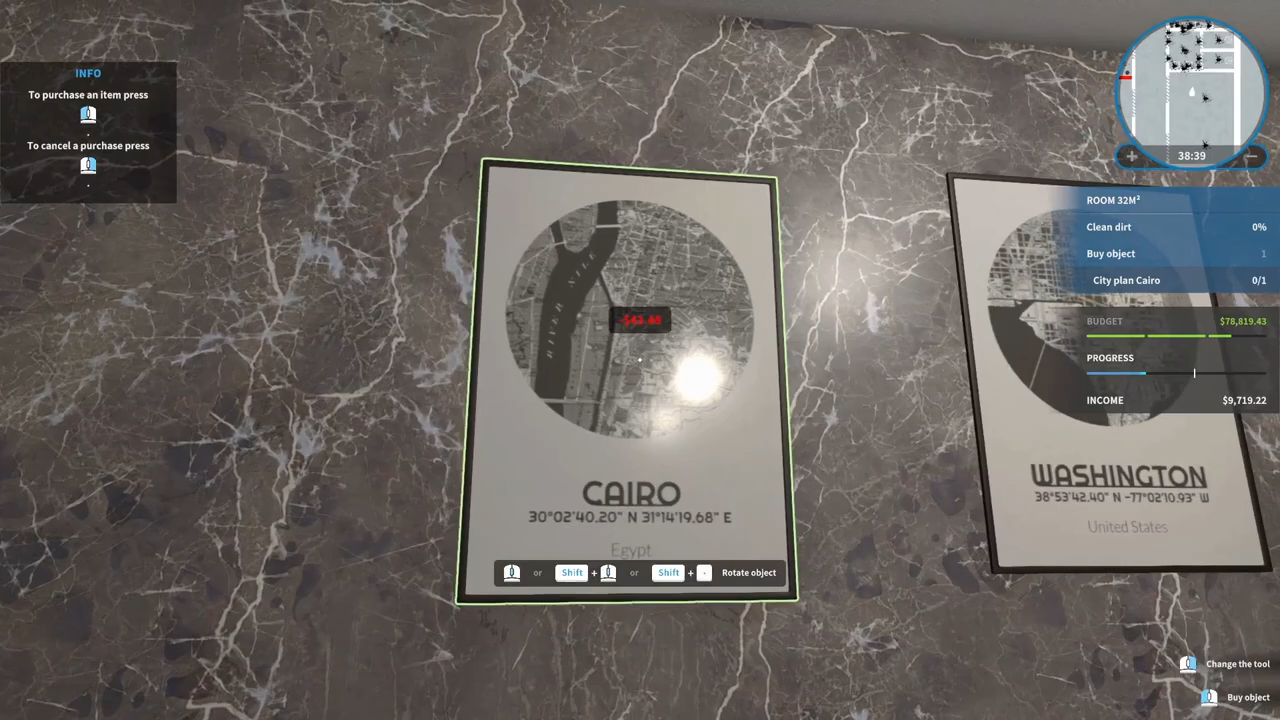 INFO
To purchase an item press
.
To cancel a purchase press
.
38:39
ROOM 32M²
Clean dirt 0%
Buy object 1
City plan Cairo 0/1
BUDGET $78,819.43
PROGRESS
INCOME $9,719.22
CAIRO
30°02'40.20" N 31°14'19.68" E
Egypt
or Shift + or Shift + . Rotate object
WASHINGTON
38°53'42.40" N -77°02'10.93" W
United States
Change the tool
Buy object